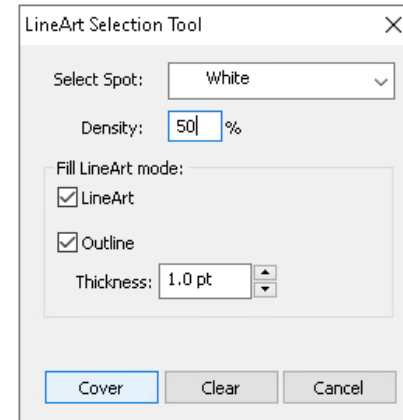 LineArt Selection Tool
Select Spot: White
Density: 50 %
Fill LineArt mode:
LineArt
Outline
Thickness: 1.0 pt
Cover Clear Cancel